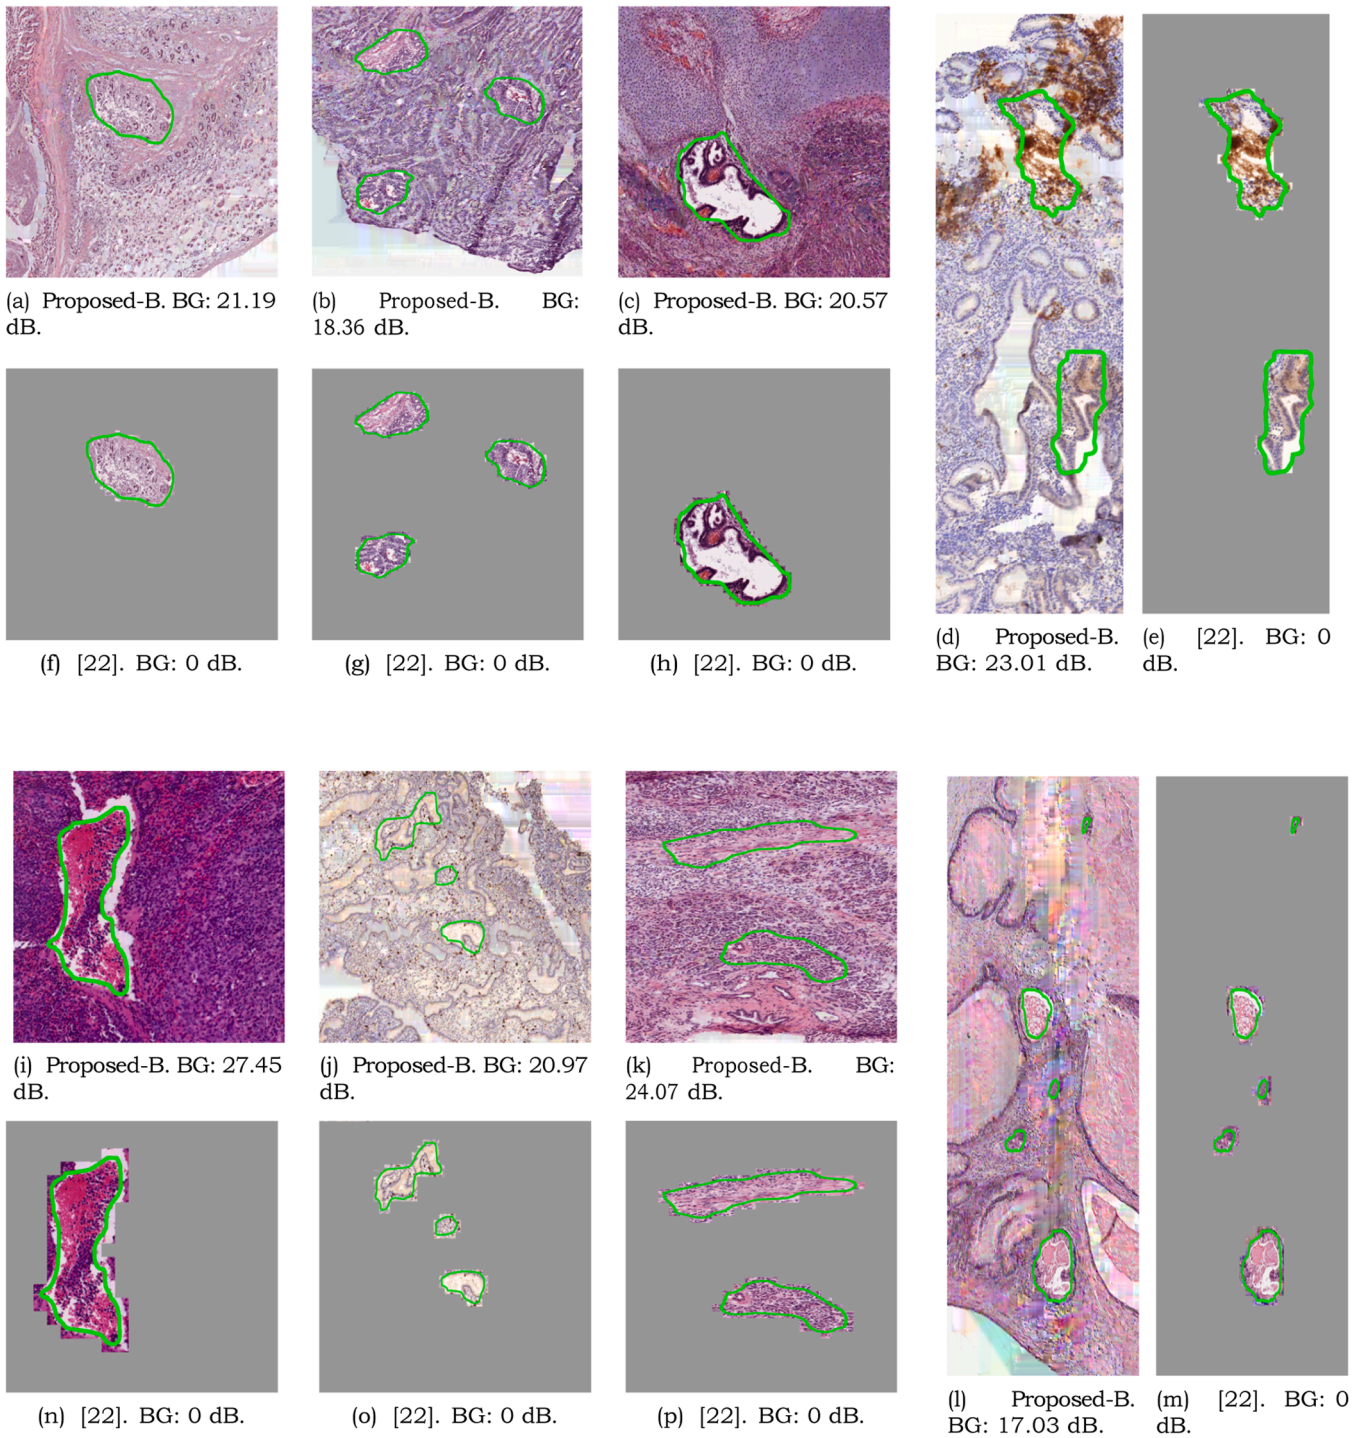 (a) Proposed-B. BG: 21.19
dB.
(b) Proposed-B. BG:
18.36 dB.
(c) Proposed-B. BG: 20.57
dB.
(f) [22]. BG: 0 dB.
(g) [22]. BG: 0 dB.
(h) [22]. BG: 0 dB.
(d) Proposed-B.
BG: 23.01 dB.
(e) [22]. BG: 0
dB.
(i) Proposed-B. BG: 27.45
dB.
(j) Proposed-B. BG: 20.97
dB.
(k) Proposed-B. BG:
24.07 dB.
(n) [22]. BG: 0 dB.
(o) [22]. BG: 0 dB.
(p) [22]. BG: 0 dB.
(l) Proposed-B.
BG: 17.03 dB.
(m) [22]. BG: 0
dB.